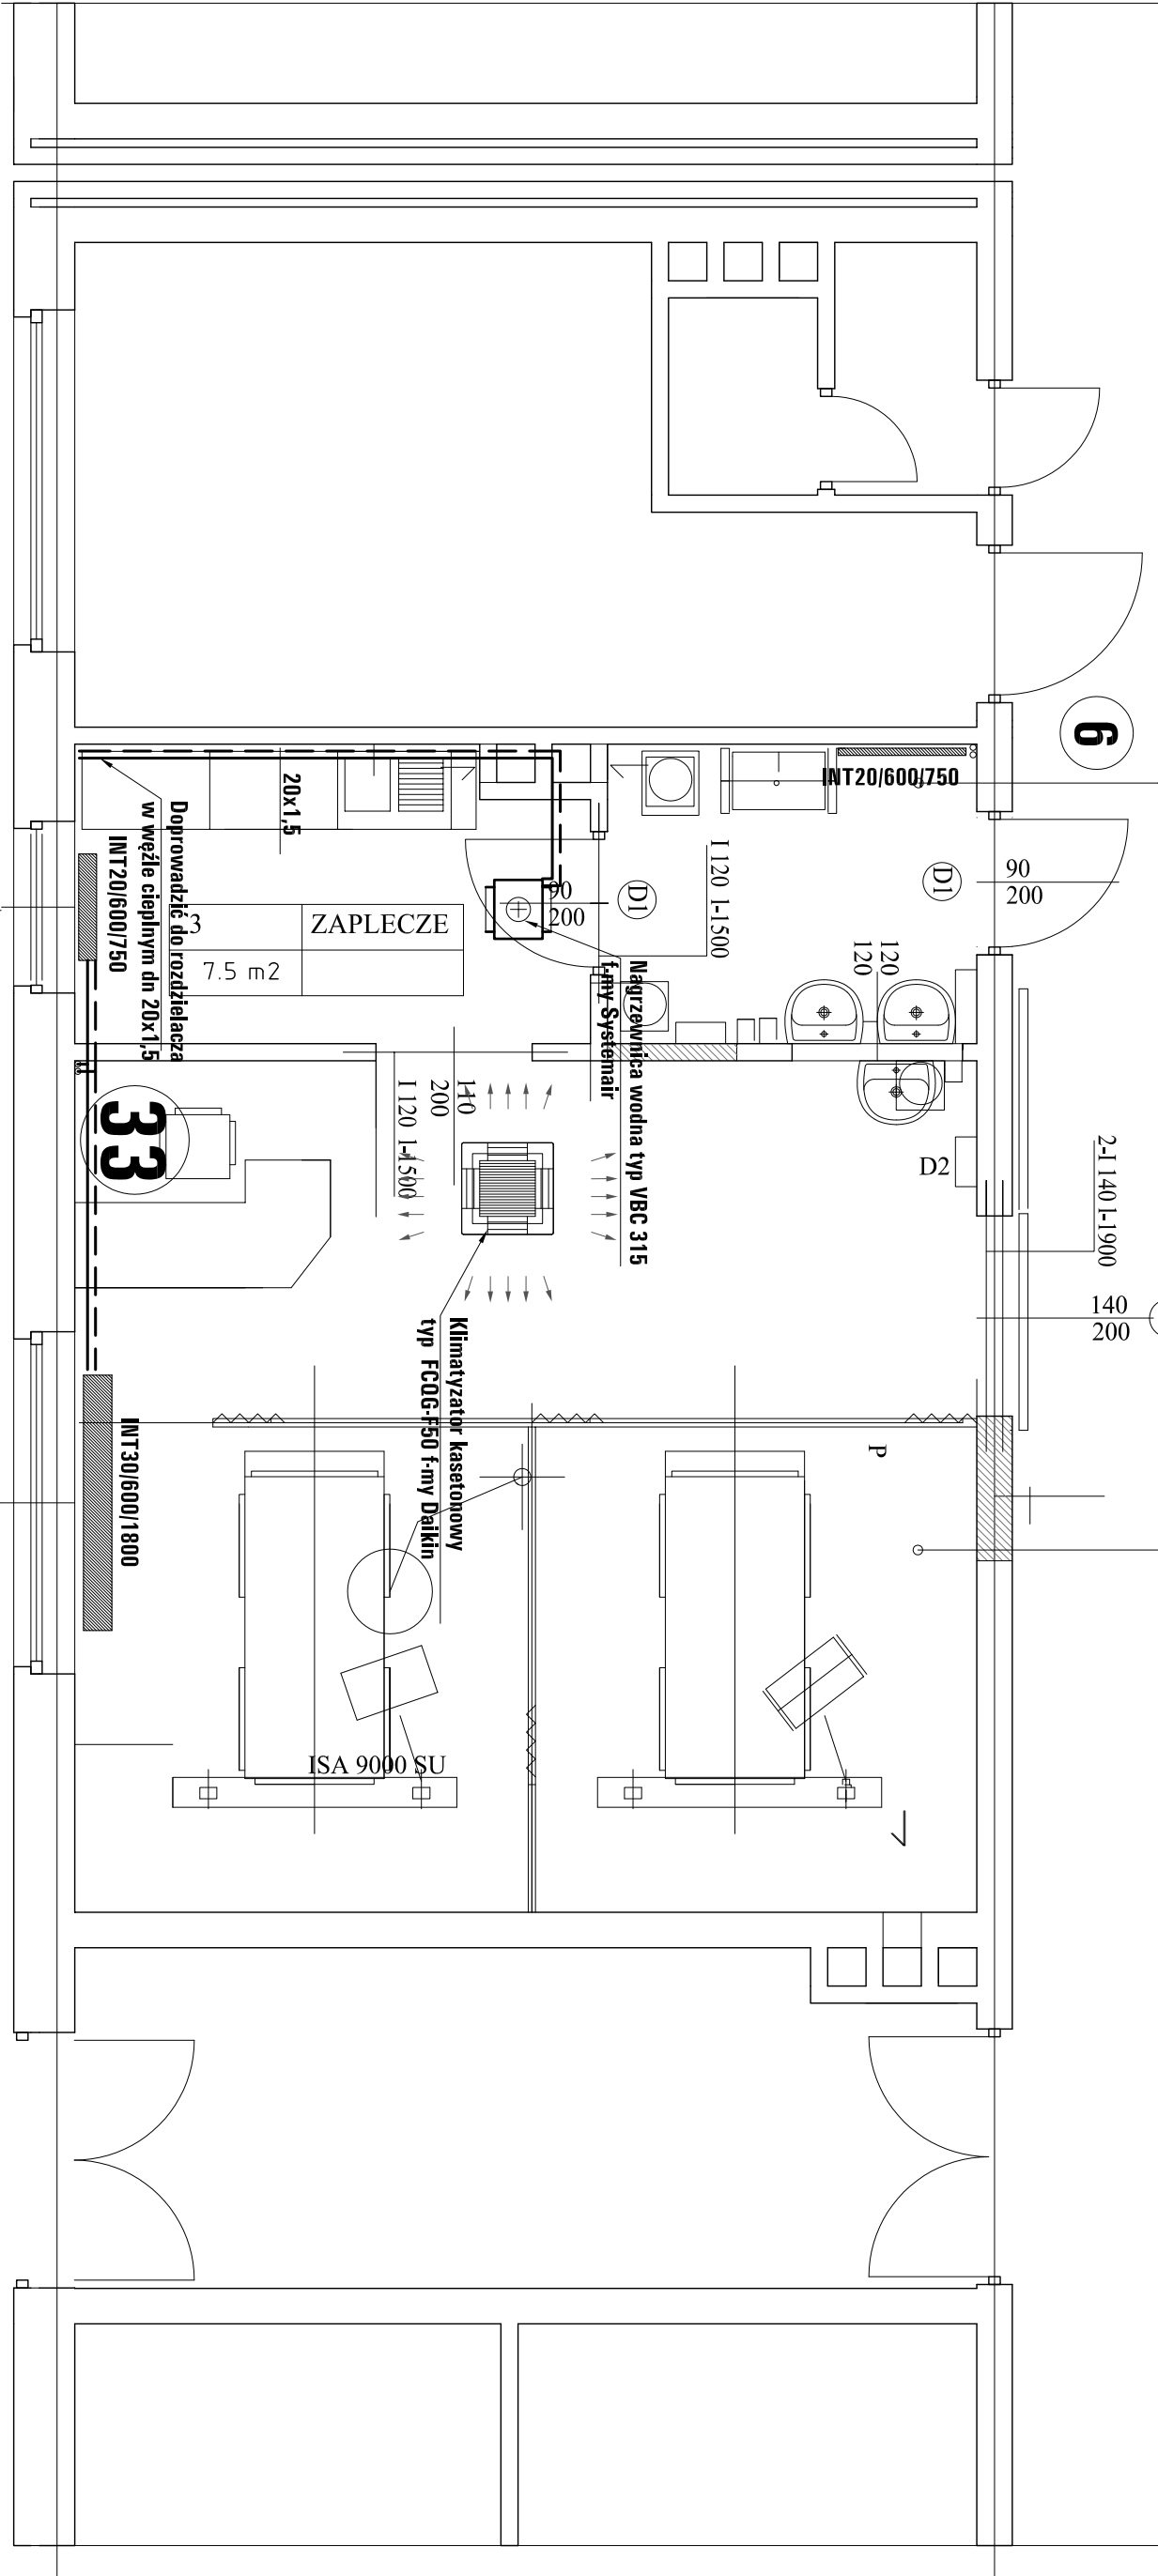 6
INT20/600/750
20x1,5
Doprowadzić do rozdzielacza
w węźle cieplnym dn 20x1,5
INT20/600/750
3 ZAPLECZE
7.5 m2
90
200
D1
I 120 l-1500
D1
90
200
120
120
Nagrzewnica wodna typ VBC 315
f-my Systemair
33
110
200
I 120 l-1500
D2
2-I 140 l-1900
140
200
Klimatyzator kasetonowy
typ FCQG-F50 f-my Daikin
INT30/600/1800
P
ISA 9000 SU